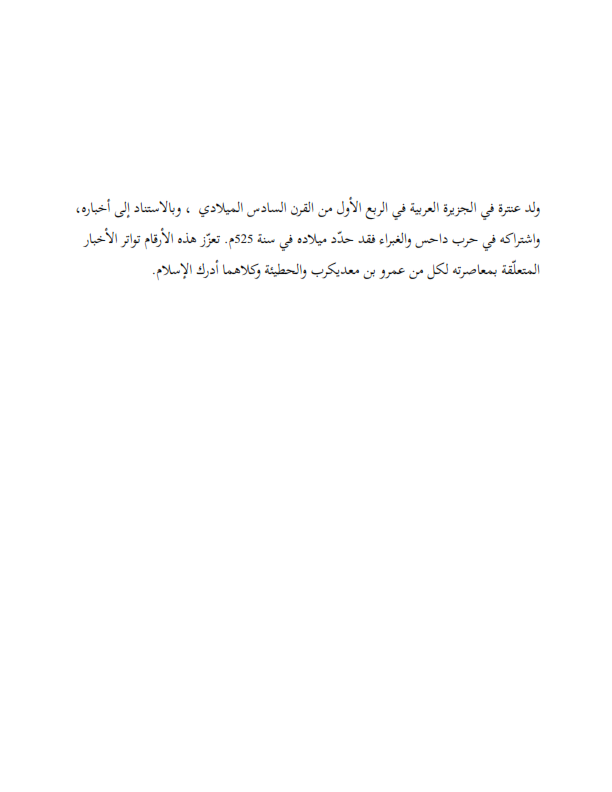 ولد عنترة في الجزيرة العربية في الربع الأول من القرن السادس الميلادي  ، وبالاستناد إلى أخباره،
واشتراكه في حرب داحس والغبراء فقد حدّد ميلاده في سنة 525م. تعزّز هذه الأرقام تواتر الأخبار
المتعلّقة بمعاصرته لكل من عمرو بن معديكرب والحطيئة وكلاهما أدرك الإسلام.